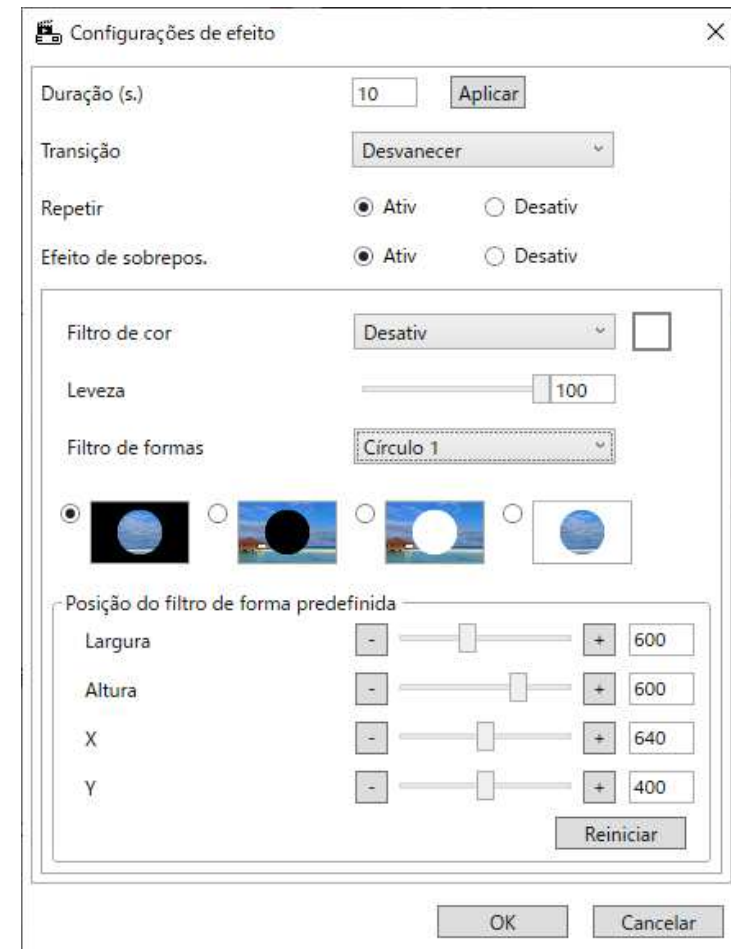 Configurações de efeito
Duração (s.) 10 Aplicar
Transição Desvanecer
Repetir Ativ Desativ
Efeito de sobrepos. Ativ Desativ
Filtro de cor Desativ
Leveza 100
Filtro de formas Círculo 1
Posição do filtro de forma predefinida
Largura - + 600
Altura - + 600
X - + 640
Y - + 400
Reiniciar
OK Cancelar